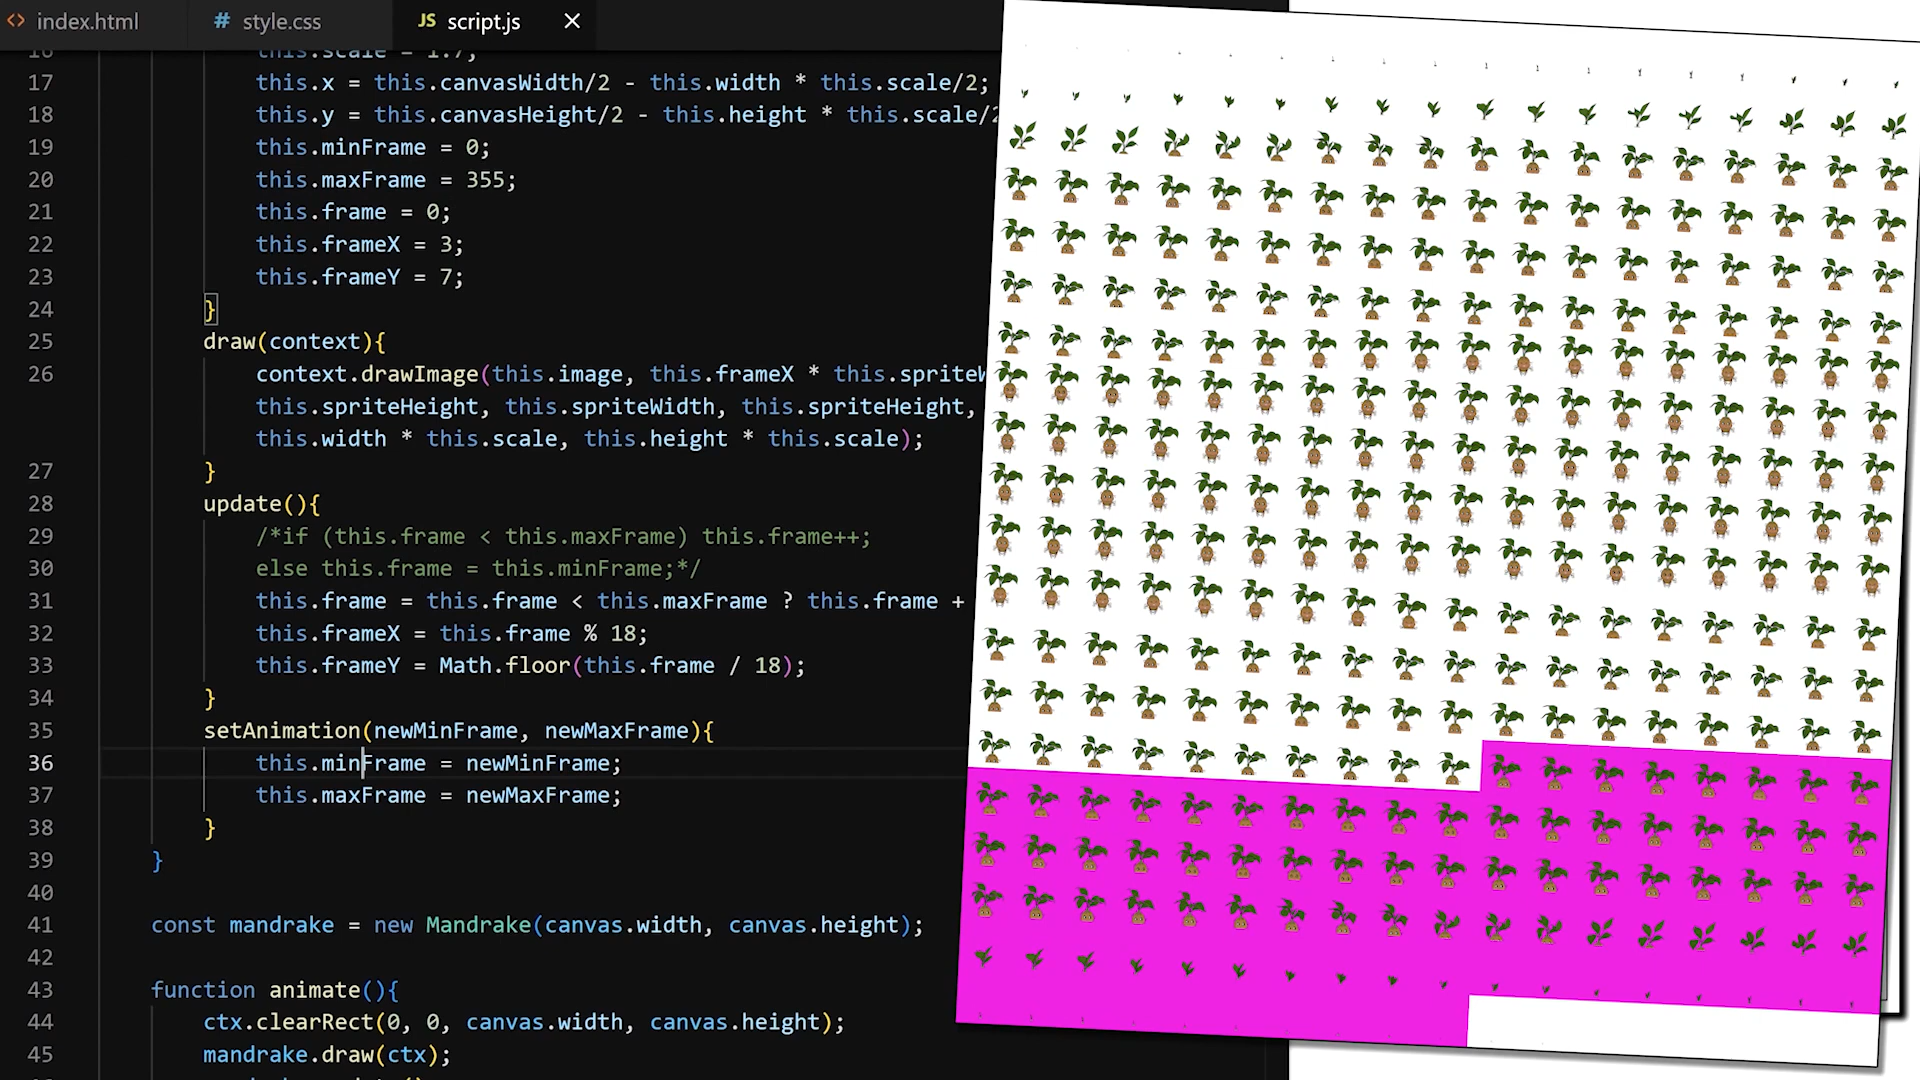 index.html
# style.css
JS script.js
16 this.scale = 1.7;
17 this.x = this.canvasWidth/2 - this.width * this.scale/2;
18 this.y = this.canvasHeight/2 - this.height * this.scale/2
19 this.minFrame = 0;
20 this.maxFrame = 355;
21 this.frame = 0;
22 this.frameX = 3;
23 this.frameY = 7;
24 }
25 draw(context){
26 context.drawImage(this.image, this.frameX * this.spriteW
this.spriteHeight, this.spriteWidth, this.spriteHeight,
this.width * this.scale, this.height * this.scale);
27 }
28 update(){
29 /*if (this.frame < this.maxFrame) this.frame++;
30 else this.frame = this.minFrame;*/
31 this.frame = this.frame < this.maxFrame ? this.frame +
32 this.frameX = this.frame % 18;
33 this.frameY = Math.floor(this.frame / 18);
34 }
35 setAnimation(newMinFrame, newMaxFrame){
36 this.minFrame = newMinFrame;
37 this.maxFrame = newMaxFrame;
38 }
39 }
40
41 const mandrake = new Mandrake(canvas.width, canvas.height);
42
43 function animate(){
44 ctx.clearRect(0, 0, canvas.width, canvas.height);
45 mandrake.draw(ctx);